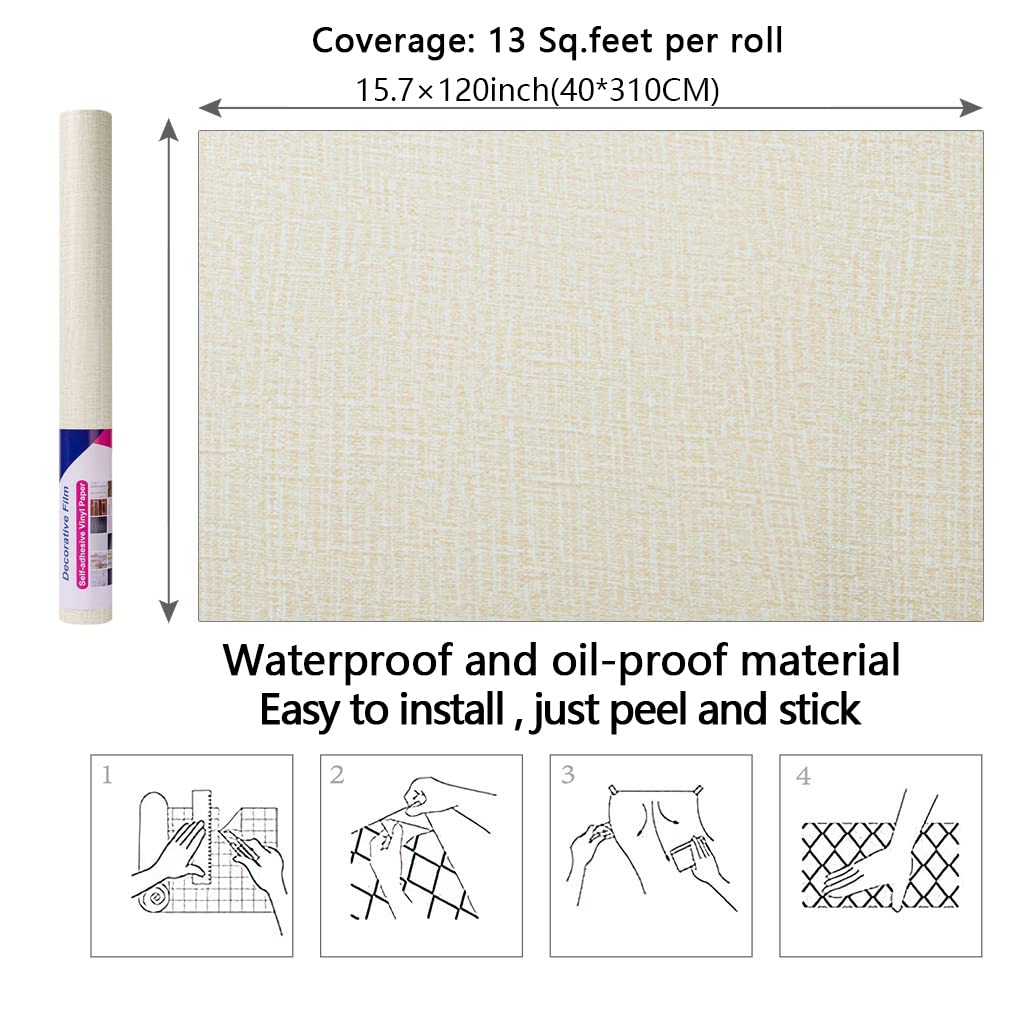 Coverage: 13 Sq.feet per roll
15.7×120inch(40*310CM)
Decorative Film
Self-adhesive Vinyl Paper
Waterproof and oil-proof material
Easy to install , just peel and stick
1
2
3
4